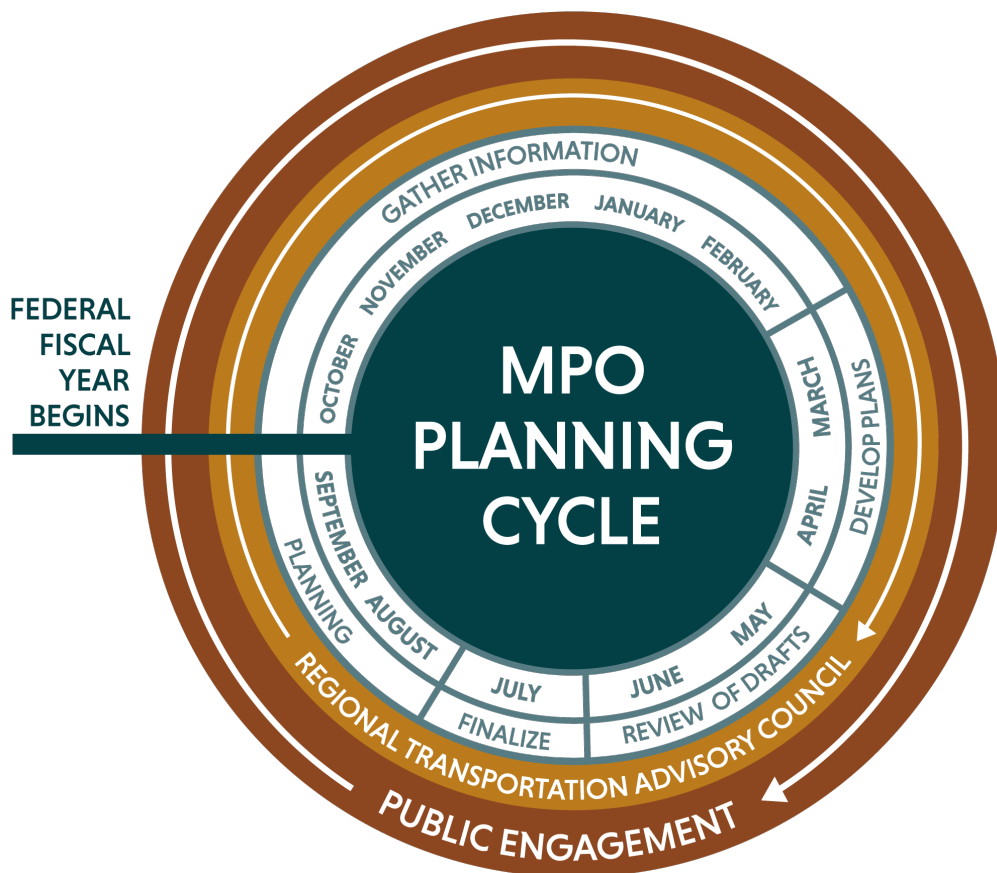 FEDERAL
FISCAL
YEAR
BEGINS
MPO
PLANNING
CYCLE
GATHER INFORMATION
OCTOBER
NOVEMBER
DECEMBER
JANUARY
FEBRUARY
DEVELOP PLANS
MARCH
APRIL
REVIEW OF DRAFTS
MAY
JUNE
FINALIZE
JULY
PLANNING
AUGUST
SEPTEMBER
REGIONAL TRANSPORTATION ADVISORY COUNCIL
PUBLIC ENGAGEMENT